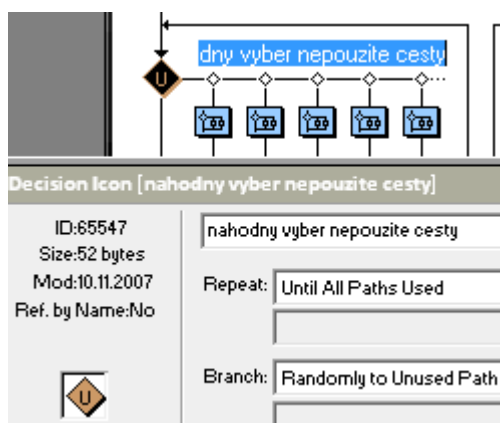 dny vyber nepouzite cesty
U
Decision Icon [nahodny vyber nepouzite cesty]
ID:65547
Size:52 bytes
Mod:10.11.2007
Ref. by Name:No
U
nahodny vyber nepouzite cesty
Repeat: Until All Paths Used
Branch: Randomly to Unused Path